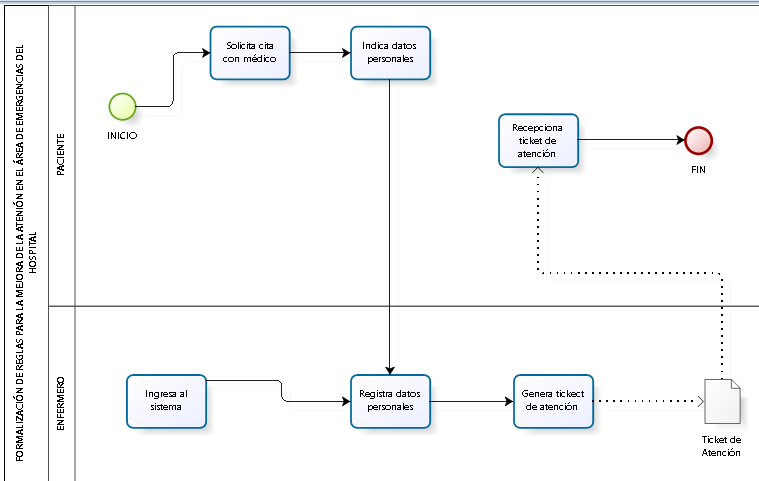 FORMALIZACIÓN DE REGLAS PARA LA MEJORA DE LA ATENIÓN EN EL ÁREA DE EMERGENCIAS DEL
HOSPITAL
PACIENTE
INICIO
Solicita cita
con médico
Indica datos
personales
Recepciona
ticket de
atención
FIN
ENFERMERO
Ingresa al
sistema
Registra datos
personales
Genera tickect
de atención
Ticket de
Atención